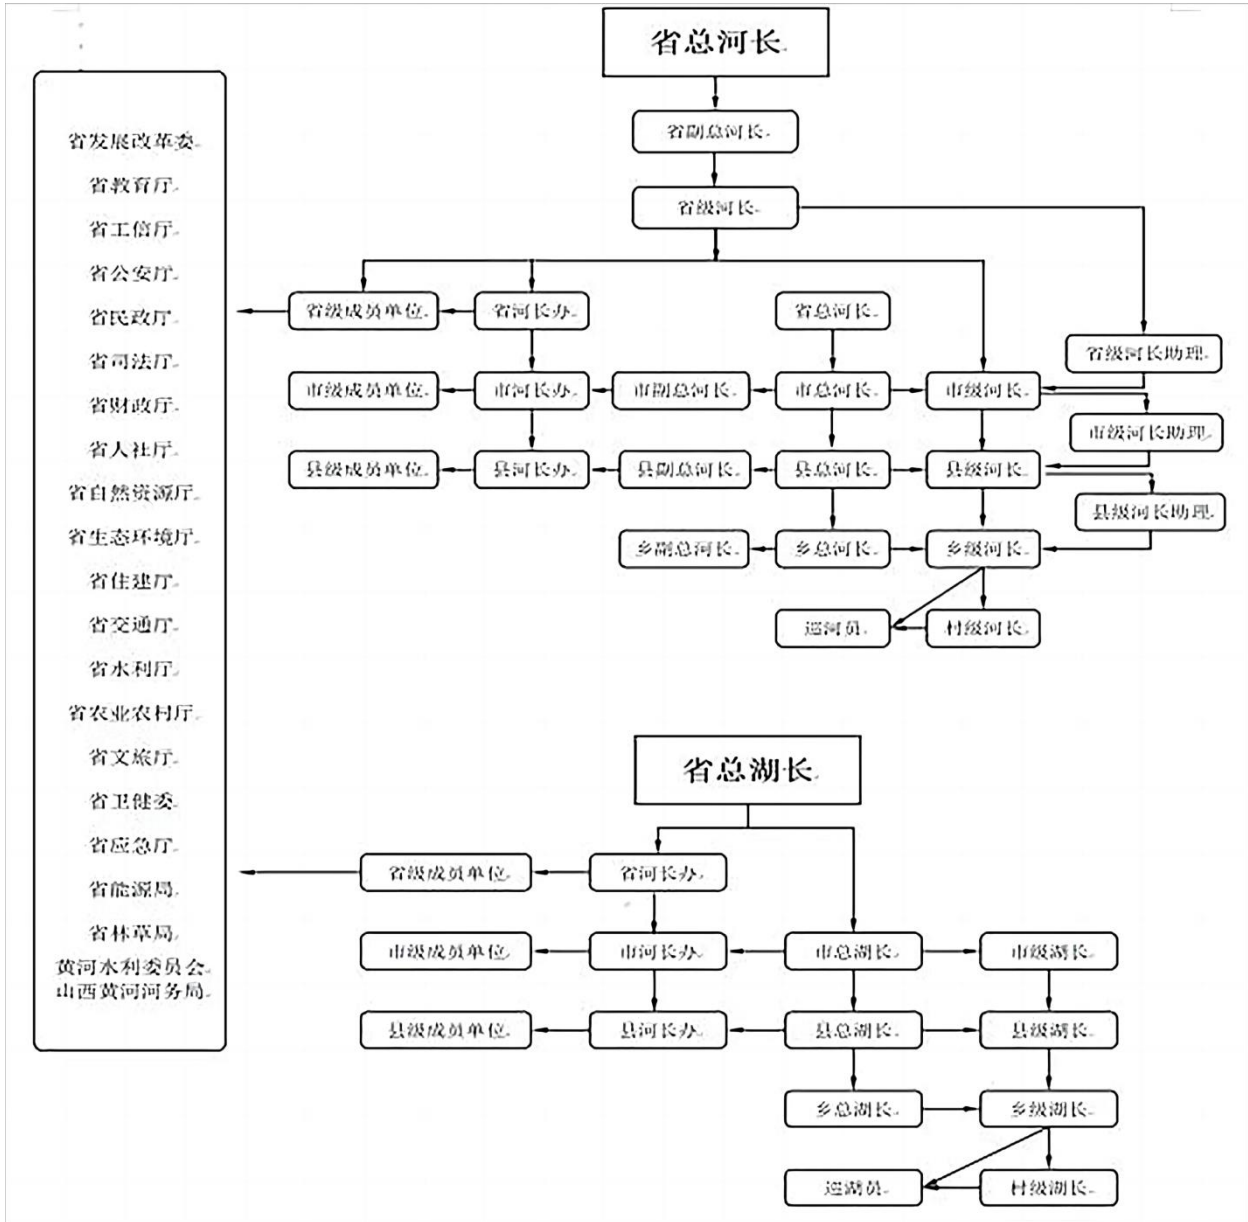 省总河长
省副总河长
省级河长
省发展改革委
省教育厅
省工信厅
省公安厅
省民政厅
省司法厅
省财政厅
省人社厅
省自然资源厅
省生态环境厅
省住建厅
省交通厅
省水利厅
省农业农村厅
省文旅厅
省卫健委
省应急厅
省能源局
省林草局
黄河水利委员会
山西黄河河务局
省级成员单位
省河长办
省总河长
省级河长助理
市级成员单位
市河长办
市副总河长
市总河长
市级河长
市级河长助理
县级成员单位
县河长办
县副总河长
县总河长
县级河长
县级河长助理
乡副总河长
乡总河长
乡级河长
巡河员
村级河长
省总湖长
省级成员单位
省河长办
市级成员单位
市河长办
市总湖长
市级湖长
县级成员单位
县河长办
县总湖长
县级湖长
乡总湖长
乡级湖长
巡湖员
村级湖长